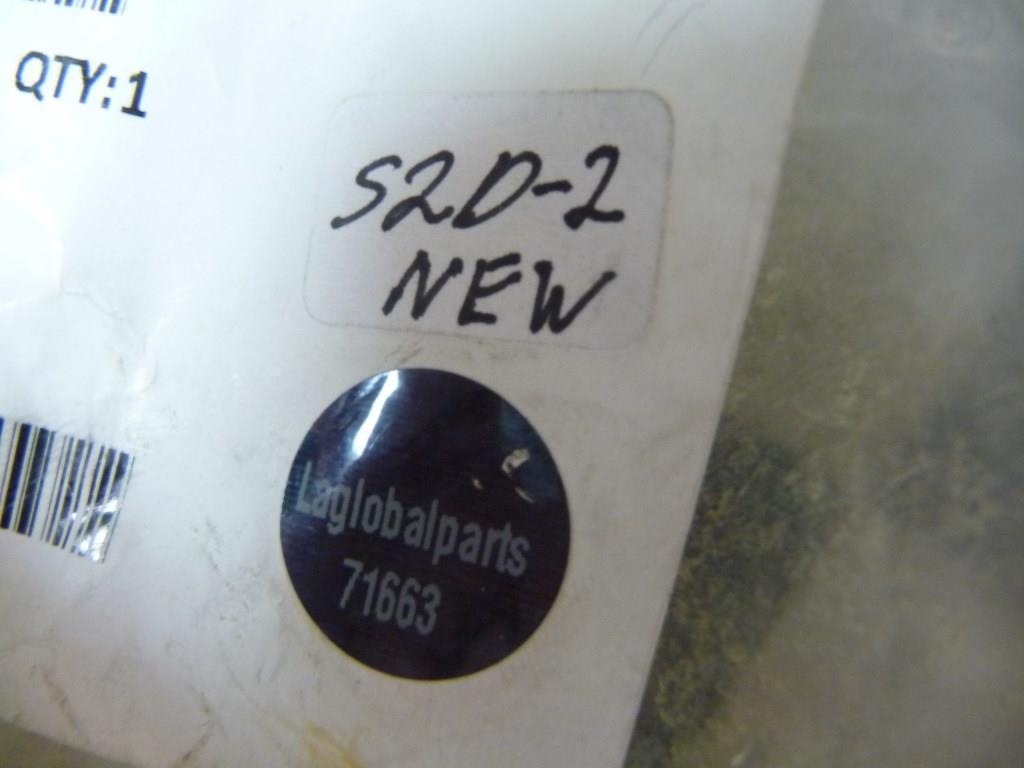 QTY:1
S2D-2
NEW
Laglobalparts
71663